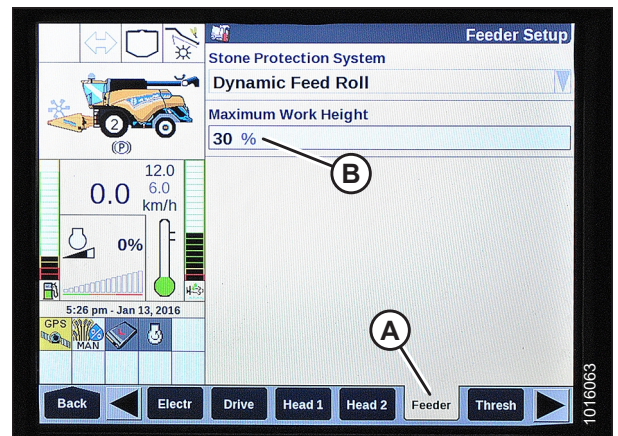 Feeder Setup
Stone Protection System
Dynamic Feed Roll
Maximum Work Height
30 %
B
2
(P)
12.0
0.0 6.0
km/h
0%
5:26 pm - Jan 13, 2016
GPS
MAN
A
Back Electr Drive Head 1 Head 2 Feeder Thresh
1016063